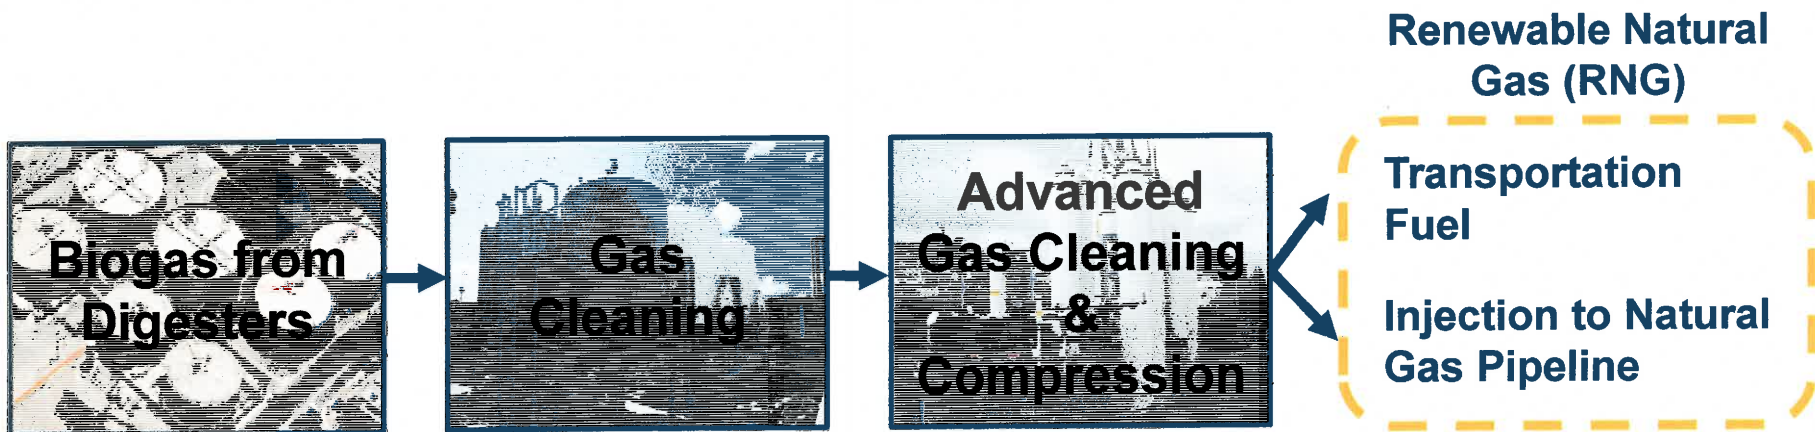 Biogas from
Digesters
Gas
Cleaning
Advanced
Gas Cleaning
&
Compression
Renewable Natural
Gas (RNG)
Transportation
Fuel
Injection to Natural
Gas Pipeline